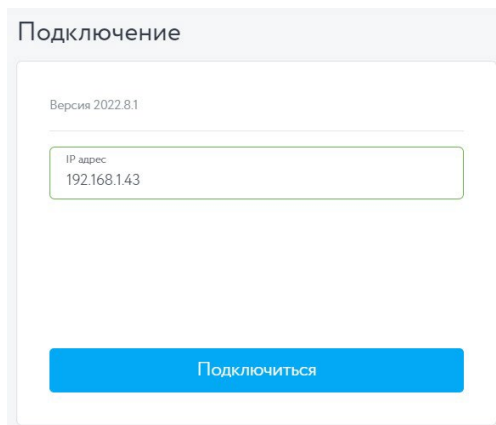 Подключение
Версия 2022.8.1
IP адрес
192.168.1.43
Подключиться